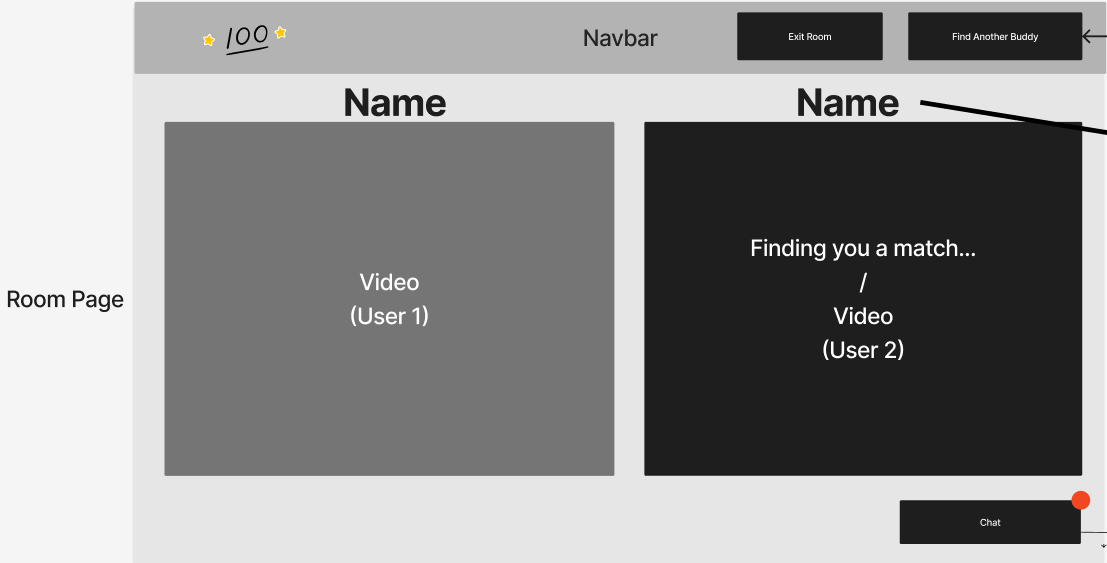 100
Navbar
Exit Room
Find Another Buddy
Name
Name
Video
(User 1)
Finding you a match...
/
Video
(User 2)
Room Page
Chat